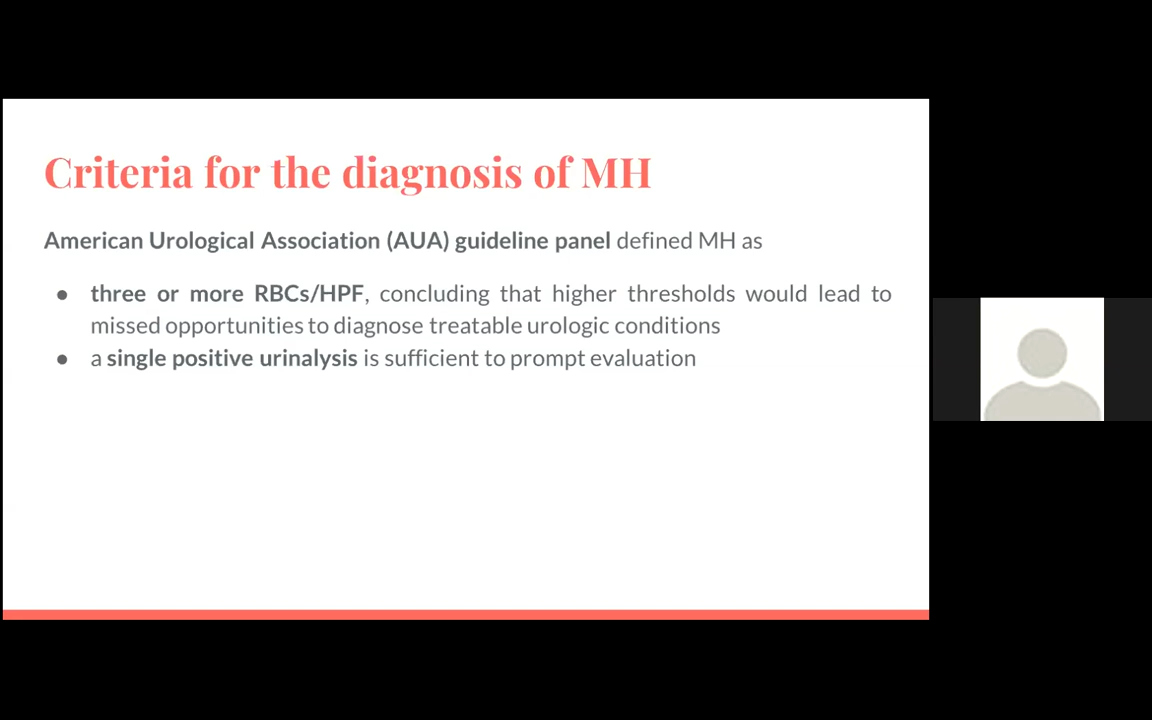 Criteria for the diagnosis of MH
American Urological Association (AUA) guideline panel defined MH as
● three or more RBCs/HPF, concluding that higher thresholds would lead to
missed opportunities to diagnose treatable urologic conditions
● a single positive urinalysis is sufficient to prompt evaluation